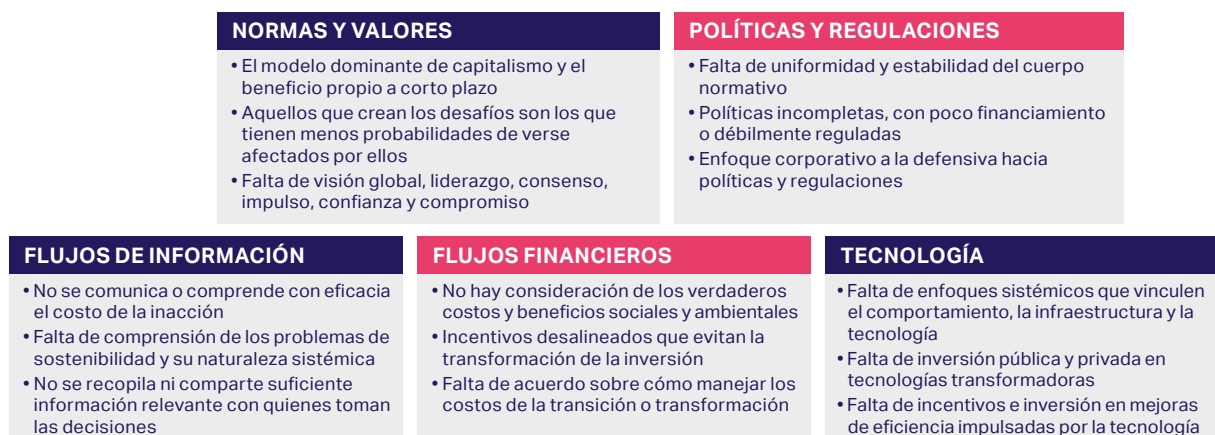 NORMAS Y VALORES
• El modelo dominante de capitalismo y el
beneficio propio a corto plazo
• Aquellos que crean los desafíos son los que
tienen menos probabilidades de verse
afectados por ellos
• Falta de visión global, liderazgo, consenso,
impulso, confianza y compromiso
POLÍTICAS Y REGULACIONES
• Falta de uniformidad y estabilidad del cuerpo
normativo
• Políticas incompletas, con poco financiamiento
o débilmente reguladas
• Enfoque corporativo a la defensiva hacia
políticas y regulaciones
FLUJOS DE INFORMACIÓN
• No se comunica o comprende con eficacia
el costo de la inacción
• Falta de comprensión de los problemas de
sostenibilidad y su naturaleza sistémica
• No se recopila ni comparte suficiente
información relevante con quienes toman
las decisiones
FLUJOS FINANCIEROS
• No hay consideración de los verdaderos
costos y beneficios sociales y ambientales
• Incentivos desalineados que evitan la
transformación de la inversión
• Falta de acuerdo sobre cómo manejar los
costos de la transición o transformación
TECNOLOGÍA
• Falta de enfoques sistémicos que vinculen
el comportamiento, la infraestructura y la
tecnología
• Falta de inversión pública y privada en
tecnologías transformadoras
• Falta de incentivos e inversión en mejoras
de eficiencia impulsadas por la tecnología